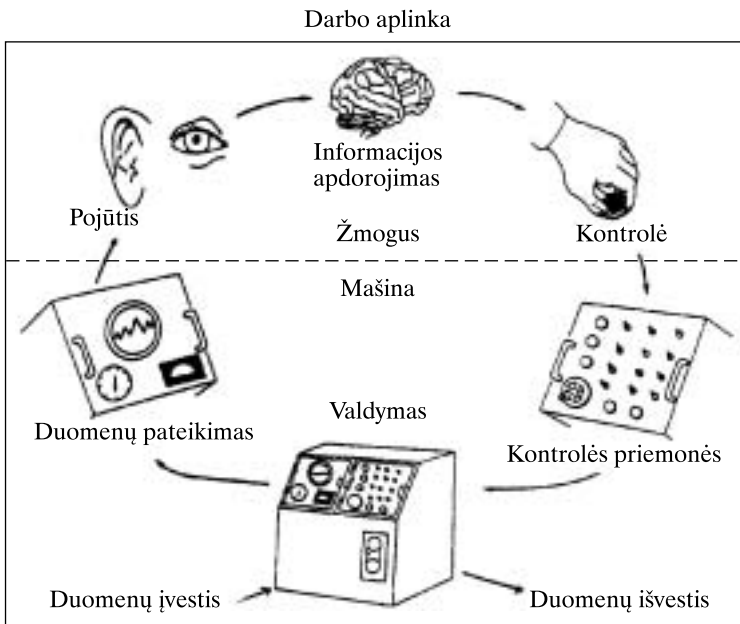 Darbo aplinka
Informacijos
apdorojimas
Pojūtis
Žmogus
Kontrolė
Mašina
Duomenų pateikimas
Valdymas
Kontrolės priemonės
Duomenų įvestis
Duomenų išvestis